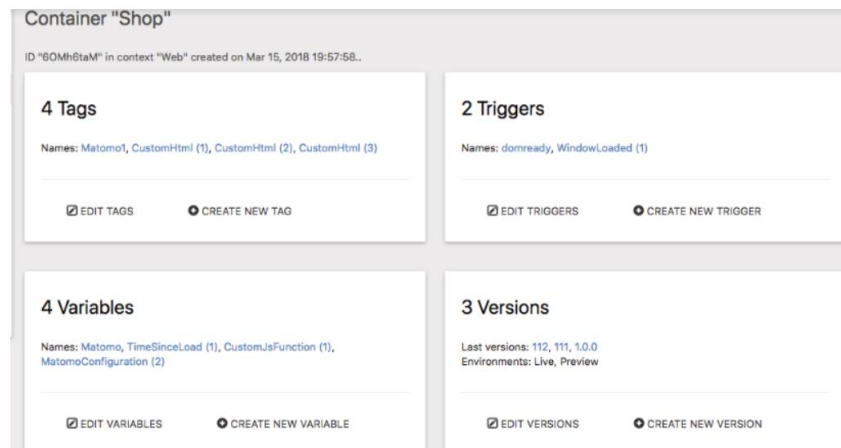 Container "Shop"
ID "6OMh6taM" in context "Web" created on Mar 15, 2018 19:57:58..
4 Tags
Names: Matomo1, CustomHtml (1), CustomHtml (2), CustomHtml (3)
EDIT TAGS
CREATE NEW TAG
2 Triggers
Names: domready, WindowLoaded (1)
EDIT TRIGGERS
CREATE NEW TRIGGER
4 Variables
Names: Matomo, TimeSinceLoad (1), CustomJsFunction (1),
MatomoConfiguration (2)
EDIT VARIABLES
CREATE NEW VARIABLE
3 Versions
Last versions: 112, 111, 1.0.0
Environments: Live, Preview
EDIT VERSIONS
CREATE NEW VERSION